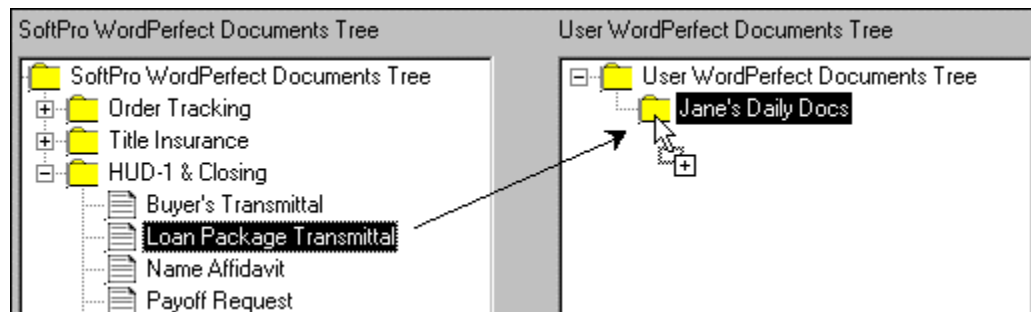 SoftPro WordPerfect Documents Tree
SoftPro WordPerfect Documents Tree
Order Tracking
Title Insurance
HUD-1 & Closing
Buyer's Transmittal
Loan Package Transmittal
Name Affidavit
Payoff Request
User WordPerfect Documents Tree
User WordPerfect Documents Tree
Jane's Daily Docs